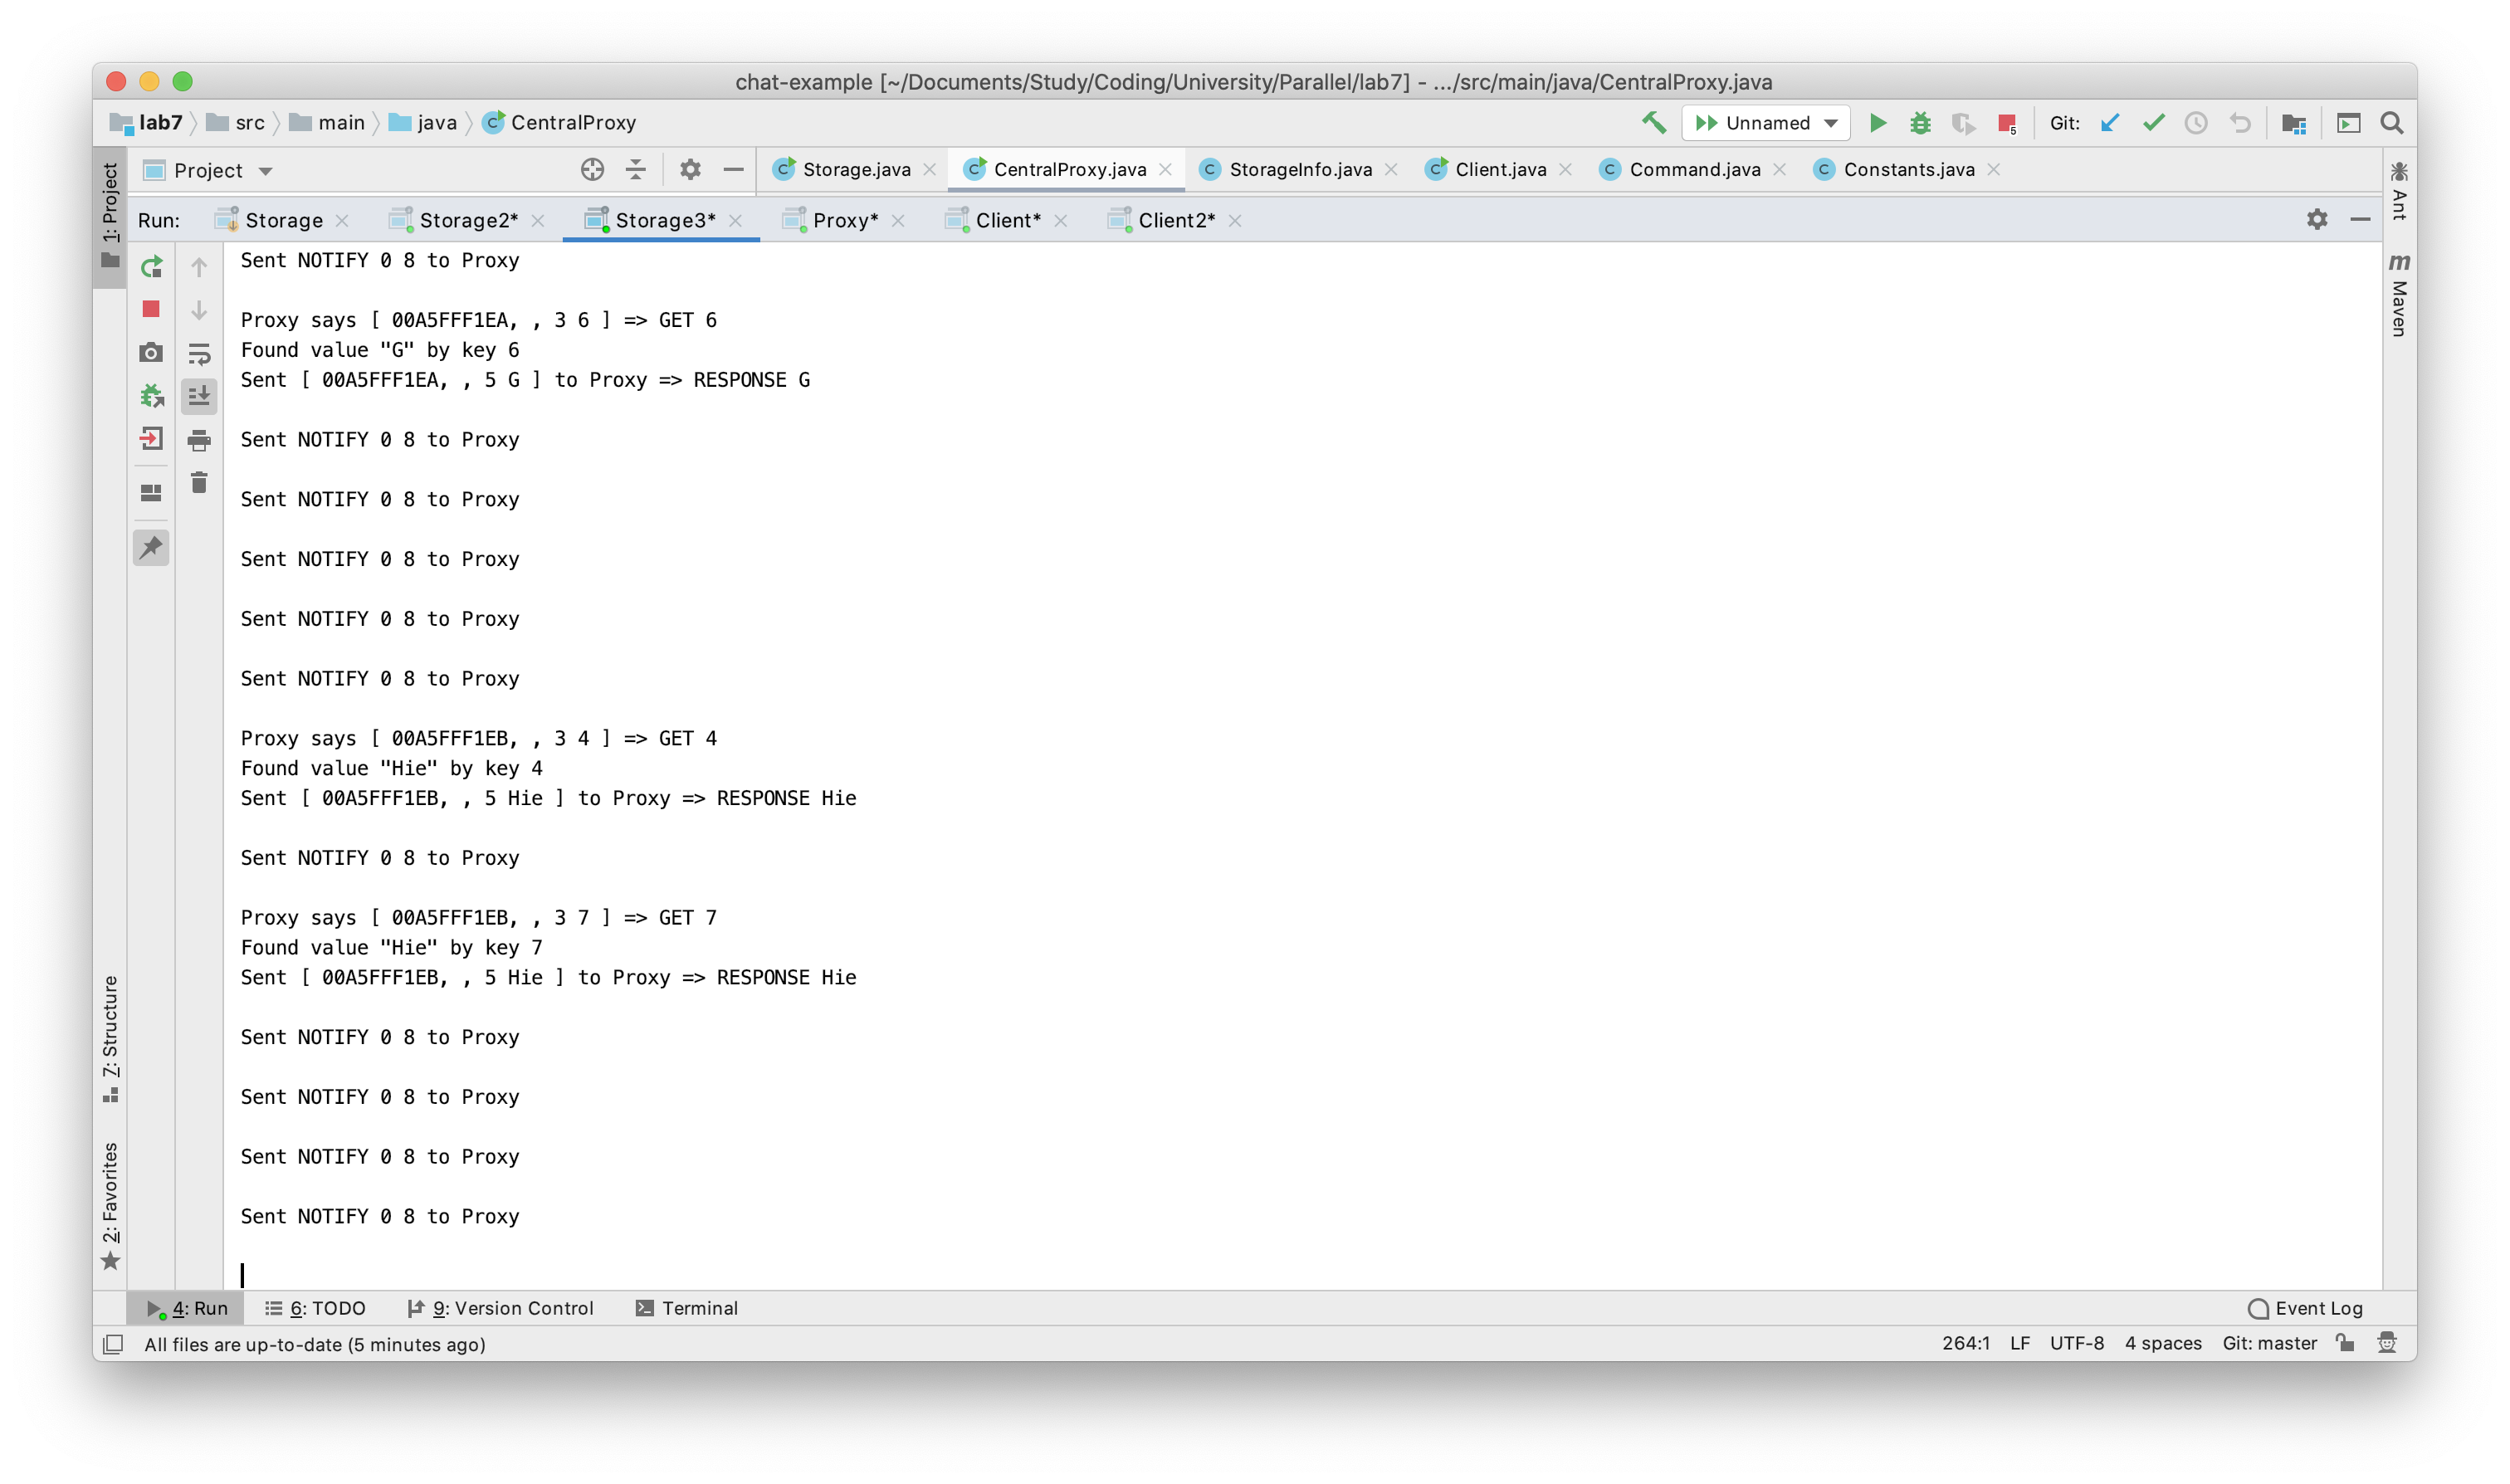 chat-example [~/Documents/Study/Coding/University/Parallel/lab7] - .../src/main/java/CentralProxy.java
lab7 src main java CentralProxy Unnamed 5 Git:
1: Project
Project Storage.java CentralProxy.java StorageInfo.java Client.java Command.java Constants.java
Run: Storage Storage2* Storage3* Proxy* Client* Client2*
Ant
Maven
Sent NOTIFY 0 8 to Proxy
Proxy says [ 00A5FFF1EA, , 3 6 ] => GET 6
Found value "G" by key 6
Sent [ 00A5FFF1EA, , 5 G ] to Proxy => RESPONSE G
Sent NOTIFY 0 8 to Proxy
Sent NOTIFY 0 8 to Proxy
Sent NOTIFY 0 8 to Proxy
Sent NOTIFY 0 8 to Proxy
Sent NOTIFY 0 8 to Proxy
Proxy says [ 00A5FFF1EB, , 3 4 ] => GET 4
Found value "Hie" by key 4
Sent [ 00A5FFF1EB, , 5 Hie ] to Proxy => RESPONSE Hie
Sent NOTIFY 0 8 to Proxy
Proxy says [ 00A5FFF1EB, , 3 7 ] => GET 7
Found value "Hie" by key 7
Sent [ 00A5FFF1EB, , 5 Hie ] to Proxy => RESPONSE Hie
Sent NOTIFY 0 8 to Proxy
Sent NOTIFY 0 8 to Proxy
Sent NOTIFY 0 8 to Proxy
Sent NOTIFY 0 8 to Proxy
7: Structure
2: Favorites
4: Run 6: TODO 9: Version Control Terminal Event Log
All files are up-to-date (5 minutes ago) 264:1 LF UTF-8 4 spaces Git: master